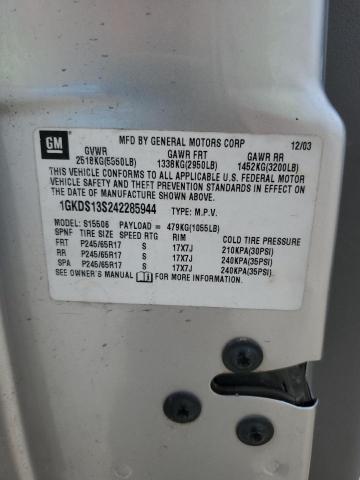 GM
MFD BY GENERAL MOTORS CORP 12/03
GVWR GAWR FRT GAWR RR
2518KG(5550LB) 1338KG(2950LB) 1452KG(3200LB)
THIS VEHICLE CONFORMS TO ALL APPLICABLE U.S. FEDERAL
MOTOR VEHICLE SAFETY, BUMPER, AND THEFT PREVENTION STANDARDS IN EFFECT
ON THE DATE OF MANUFACTURE SHOWN ABOVE.
1GKDS13S242285944 TYPE: M.P.V.
MODEL: S15506 PAYLOAD = 479KG(1055LB)
SPNF TIRE SIZE SPEED RTG RIM COLD TIRE PRESSURE
FRT P245/65R17 S 17X7J 210KPA(30PSI)
RR P245/65R17 S 17X7J 240KPA(35PSI)
SPA P245/65R17 S 17X7J 240KPA(35PSI)
SEE OWNER'S MANUAL FOR MORE INFORMATION.